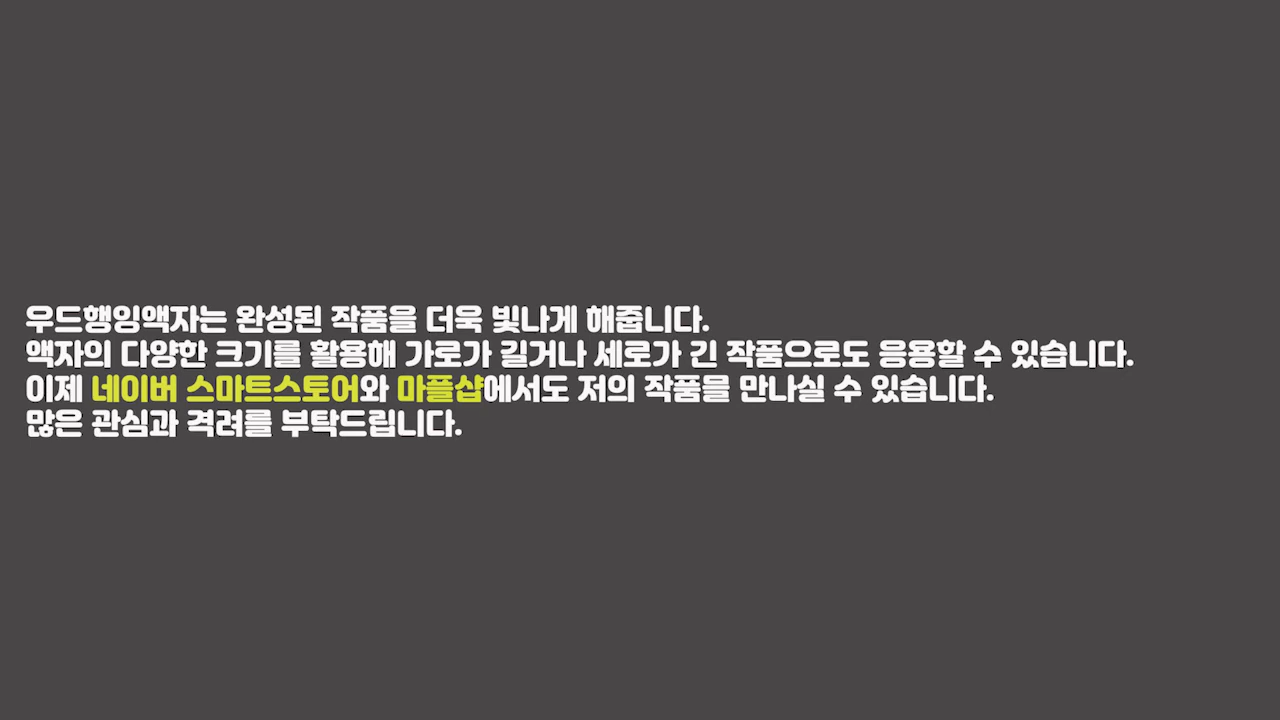 우드행잉액자는 완성된 작품을 더욱 빛나게 해줍니다.
액자의 다양한 크기를 활용해 가로가 길거나 세로가 긴 작품으로도 응용할 수 있습니다.
이제 네이버 스마트스토어와 마플샵에서도 저의 작품을 만나실 수 있습니다.
많은 관심과 격려를 부탁드립니다.